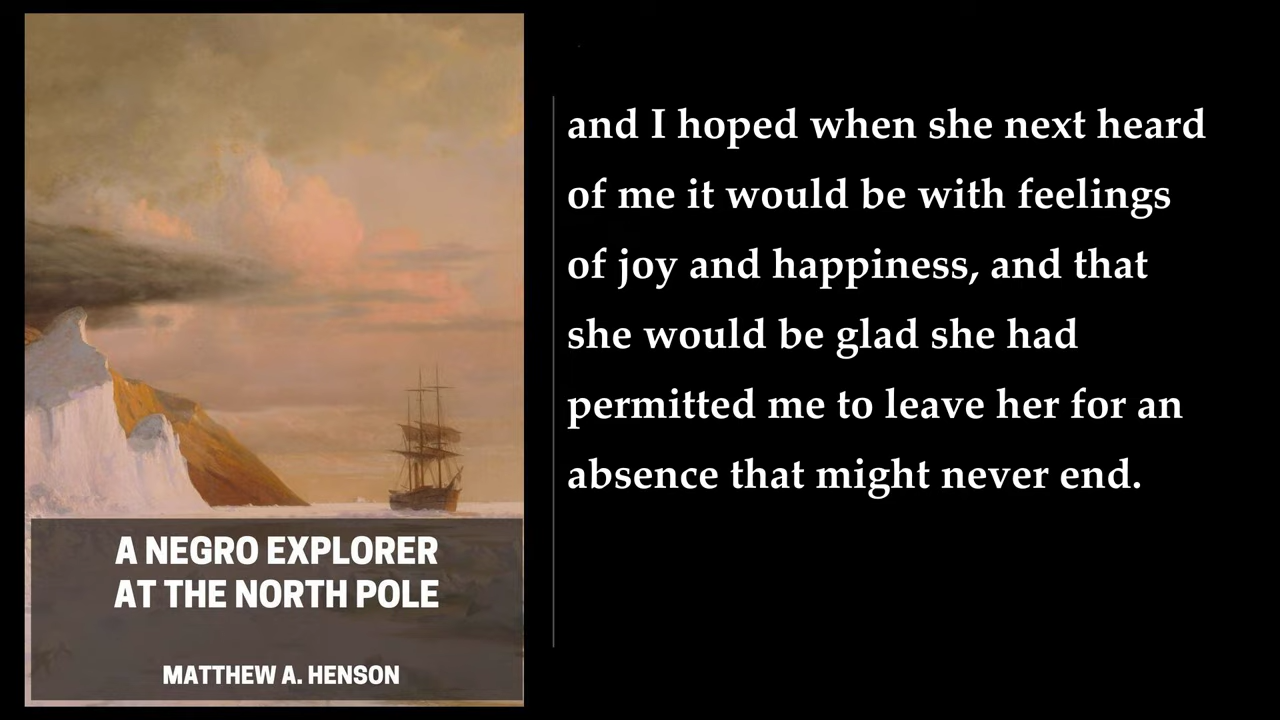 A NEGRO EXPLORER
AT THE NORTH POLE
MATTHEW A. HENSON
and I hoped when she next heard
of me it would be with feelings
of joy and happiness, and that
she would be glad she had
permitted me to leave her for an
absence that might never end.